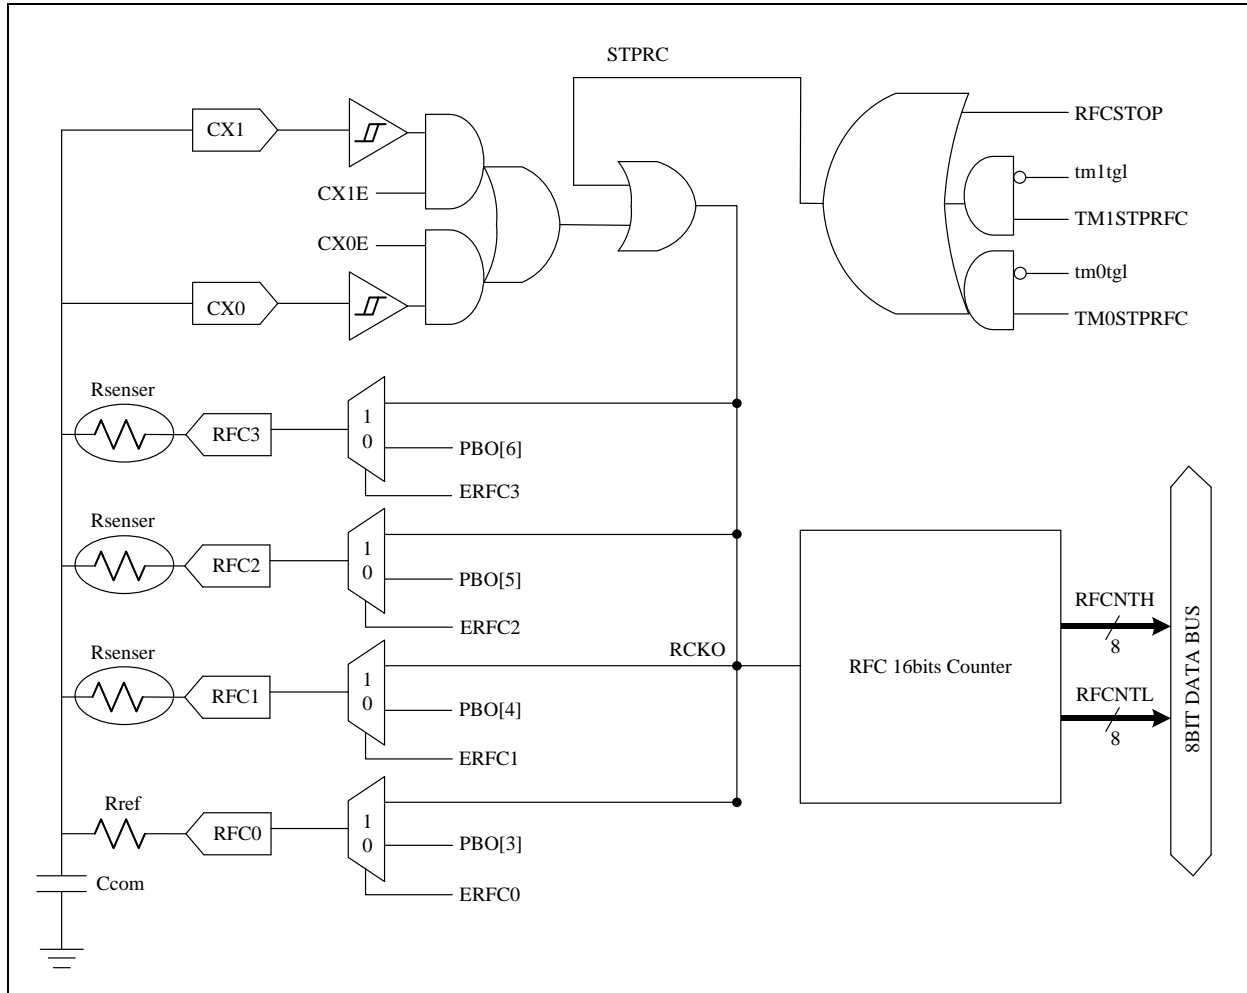 STPRC
CX1
RFCSTOP
tm1tgl
CX1E
TM1STPRFC
CX0E
tm0tgl
CX0
TM0STPRFC
Rsenser
RFC3
1
0
PBO[6]
ERFC3
Rsenser
RFC2
1
0
PBO[5]
ERFC2
Rsenser
RFC1
1
0
PBO[4]
ERFC1
RCKO
RFC 16bits Counter
RFCNTH
8
RFCNTL
8
8BIT DATA BUS
Rref
RFC0
1
0
PBO[3]
ERFC0
Ccom